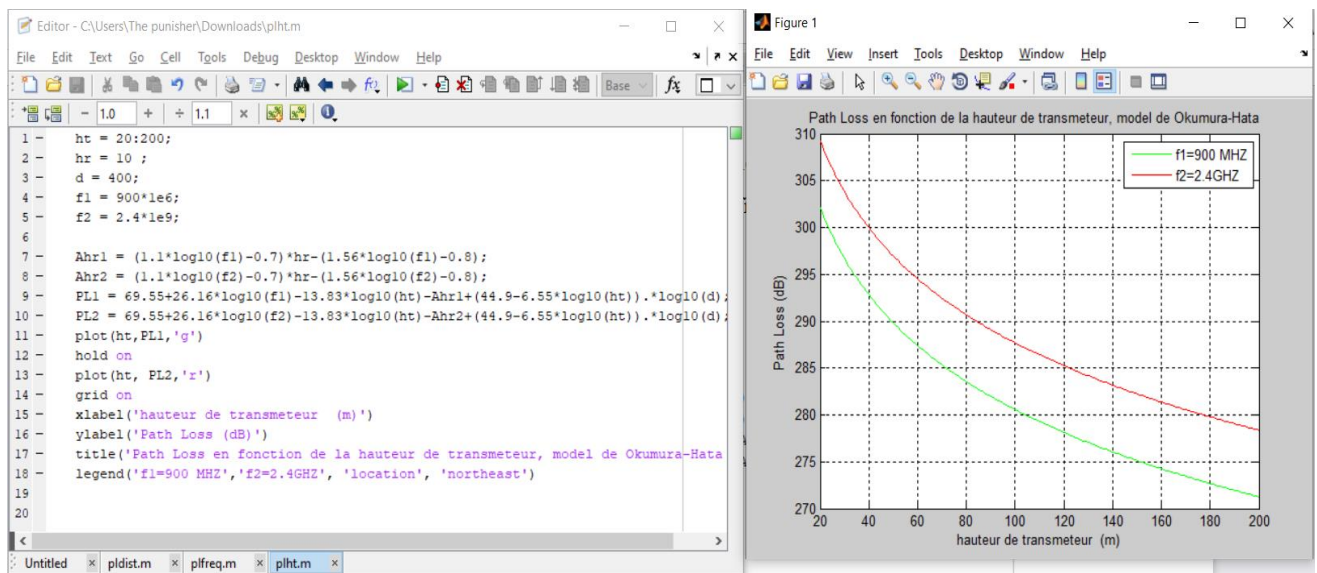 Editor - C:\Users\The punisher\Downloads\plht.m
File Edit Text Go Cell Tools Debug Desktop Window Help
Base
fx
- 1.0 + ÷ 1.1 ×
1 - ht = 20:200;
2 - hr = 10 ;
3 - d = 400;
4 - f1 = 900*1e6;
5 - f2 = 2.4*1e9;
6
7 - Ahr1 = (1.1*log10(f1)-0.7)*hr-(1.56*log10(f1)-0.8);
8 - Ahr2 = (1.1*log10(f2)-0.7)*hr-(1.56*log10(f2)-0.8);
9 - PL1 = 69.55+26.16*log10(f1)-13.83*log10(ht)-Ahr1+(44.9-6.55*log10(ht)).*log10(d);
10 - PL2 = 69.55+26.16*log10(f2)-13.83*log10(ht)-Ahr2+(44.9-6.55*log10(ht)).*log10(d);
11 - plot(ht,PL1,'g')
12 - hold on
13 - plot(ht, PL2,'r')
14 - grid on
15 - xlabel('hauteur de transmeteur (m)')
16 - ylabel('Path Loss (dB)')
17 - title('Path Loss en fonction de la hauteur de transmeteur, model de Okumura-Hata
18 - legend('f1=900 MHZ','f2=2.4GHZ', 'location', 'northeast')
19
20
Untitled × pldist.m × plfreq.m × plht.m ×
Figure 1
File Edit View Insert Tools Desktop Window Help
Path Loss en fonction de la hauteur de transmeteur, model de Okumura-Hata
f1=900 MHZ
f2=2.4GHZ
310
305
300
295
290
285
280
275
270
Path Loss (dB)
20 40 60 80 100 120 140 160 180 200
hauteur de transmeteur (m)